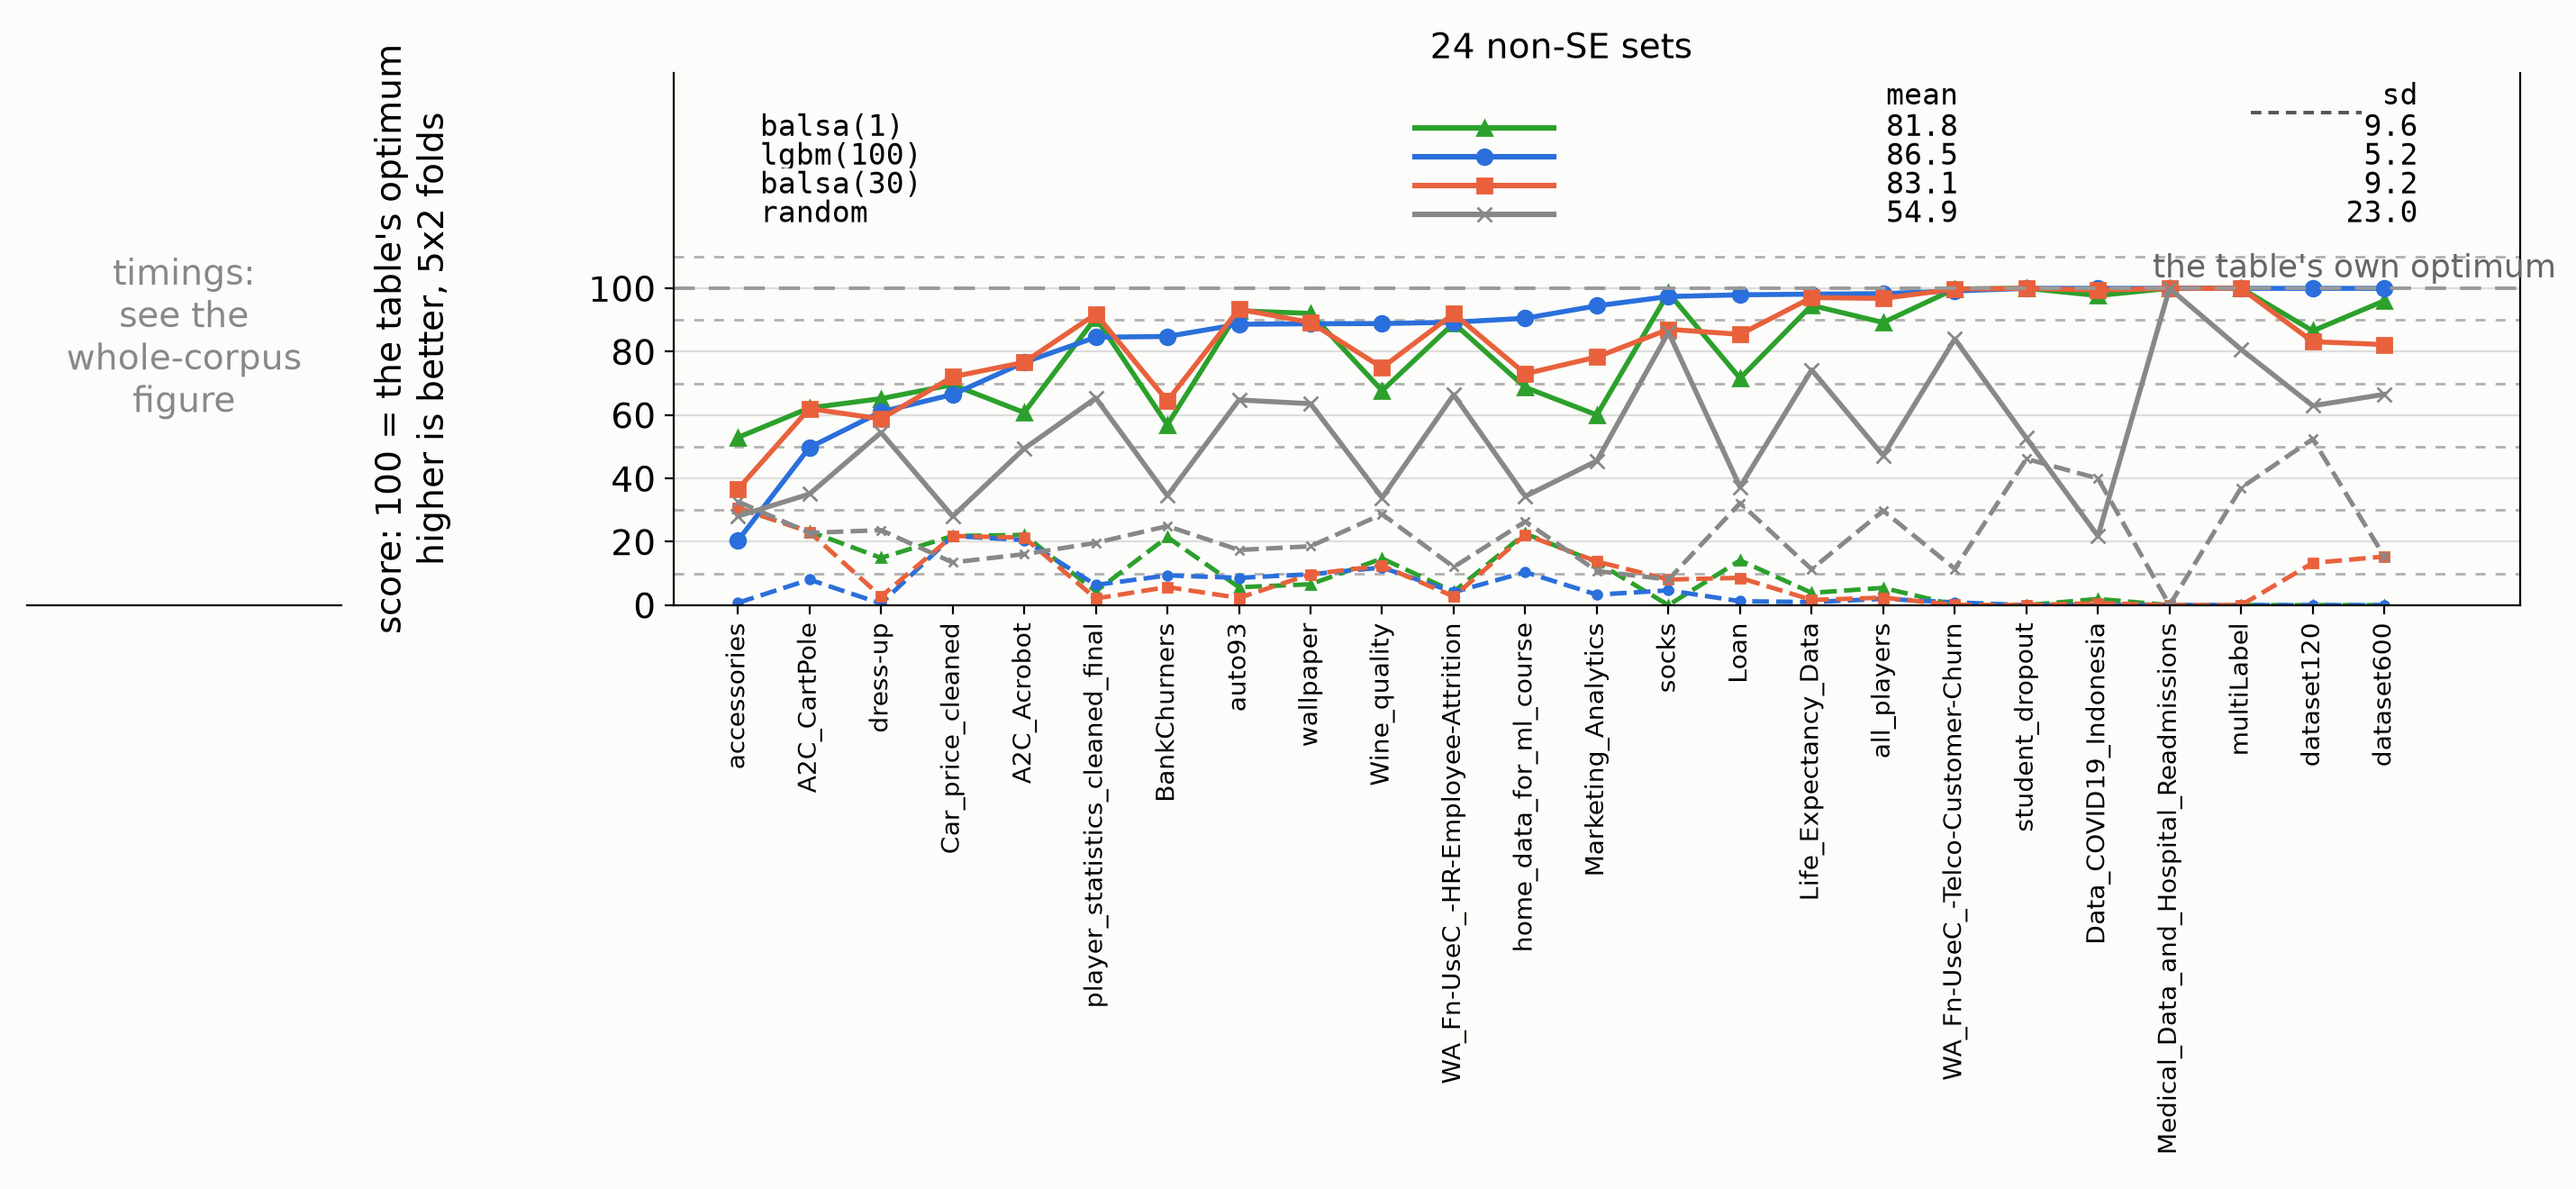 24 non-SE sets
mean sd
balsa(1) 81.8 9.6
lgbm(100) 86.5 5.2
balsa(30) 83.1 9.2
random 54.9 23.0
the table's own optimum
timings:
see the
whole-corpus
figure
score: 100 = the table's optimum
higher is better, 5x2 folds
100
80
60
40
20
0
accessories
A2C_CartPole
dress-up
Car_price_cleaned
A2C_Acrobot
player_statistics_cleaned_final
BankChurners
auto93
wallpaper
Wine_quality
WA_Fn-UseC_-HR-Employee-Attrition
home_data_for_ml_course
Marketing_Analytics
socks
Loan
Life_Expectancy_Data
all_players
WA_Fn-UseC_-Telco-Customer-Churn
student_dropout
Data_COVID19_Indonesia
Medical_Data_and_Hospital_Readmissions
multiLabel
dataset120
dataset600